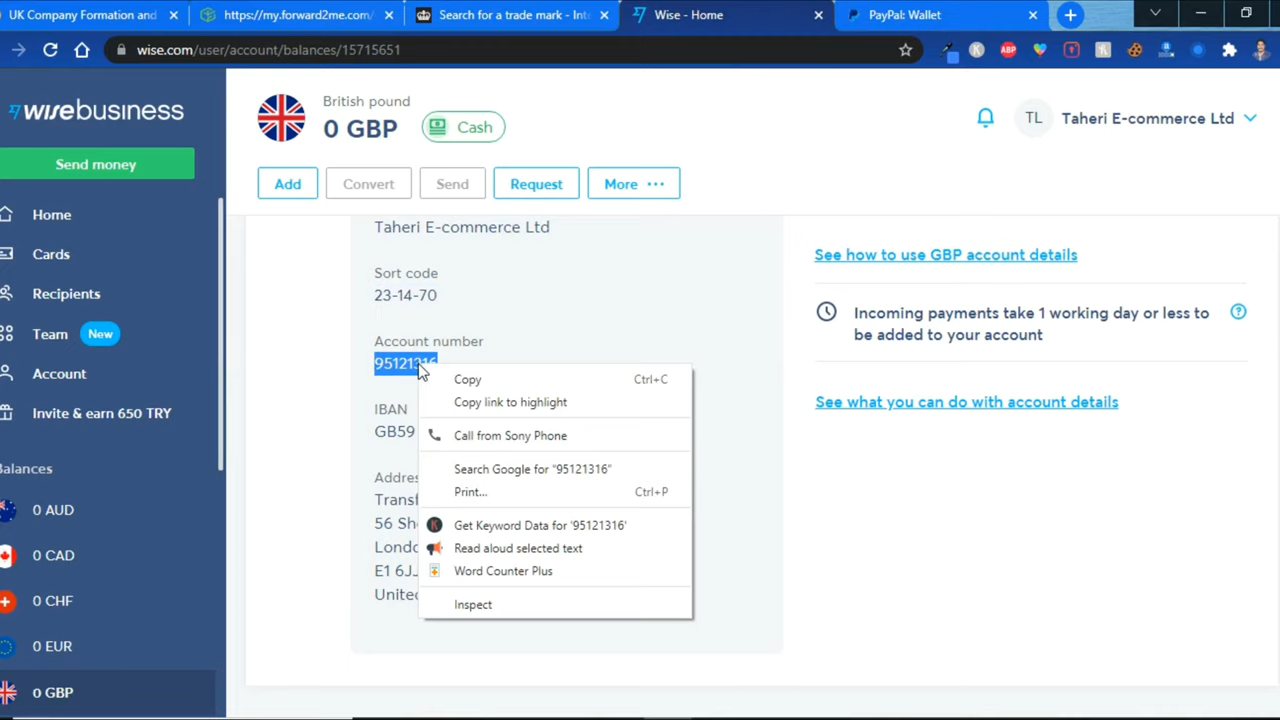 UK Company Formation and
https://my.forward2me.com/
Search for a trade mark - Inte
Wise - Home
PayPal: Wallet
wise.com/user/account/balances/15715651
wisebusiness
Send money
Home
Cards
Recipients
Team New
Account
Invite & earn 650 TRY
Balances
0 AUD
0 CAD
0 CHF
0 EUR
0 GBP
British pound
0 GBP
Cash
TL
Taheri E-commerce Ltd
Add
Convert
Send
Request
More
Taheri E-commerce Ltd
Sort code
23-14-70
Account number
95121316
IBAN
GB59
Addres
Transf
56 Sh
Londo
E1 6J
United
Copy Ctrl+C
Copy link to highlight
Call from Sony Phone
Search Google for “95121316”
Print... Ctrl+P
Get Keyword Data for '95121316'
Read aloud selected text
Word Counter Plus
Inspect
See how to use GBP account details
Incoming payments take 1 working day or less to
be added to your account
See what you can do with account details